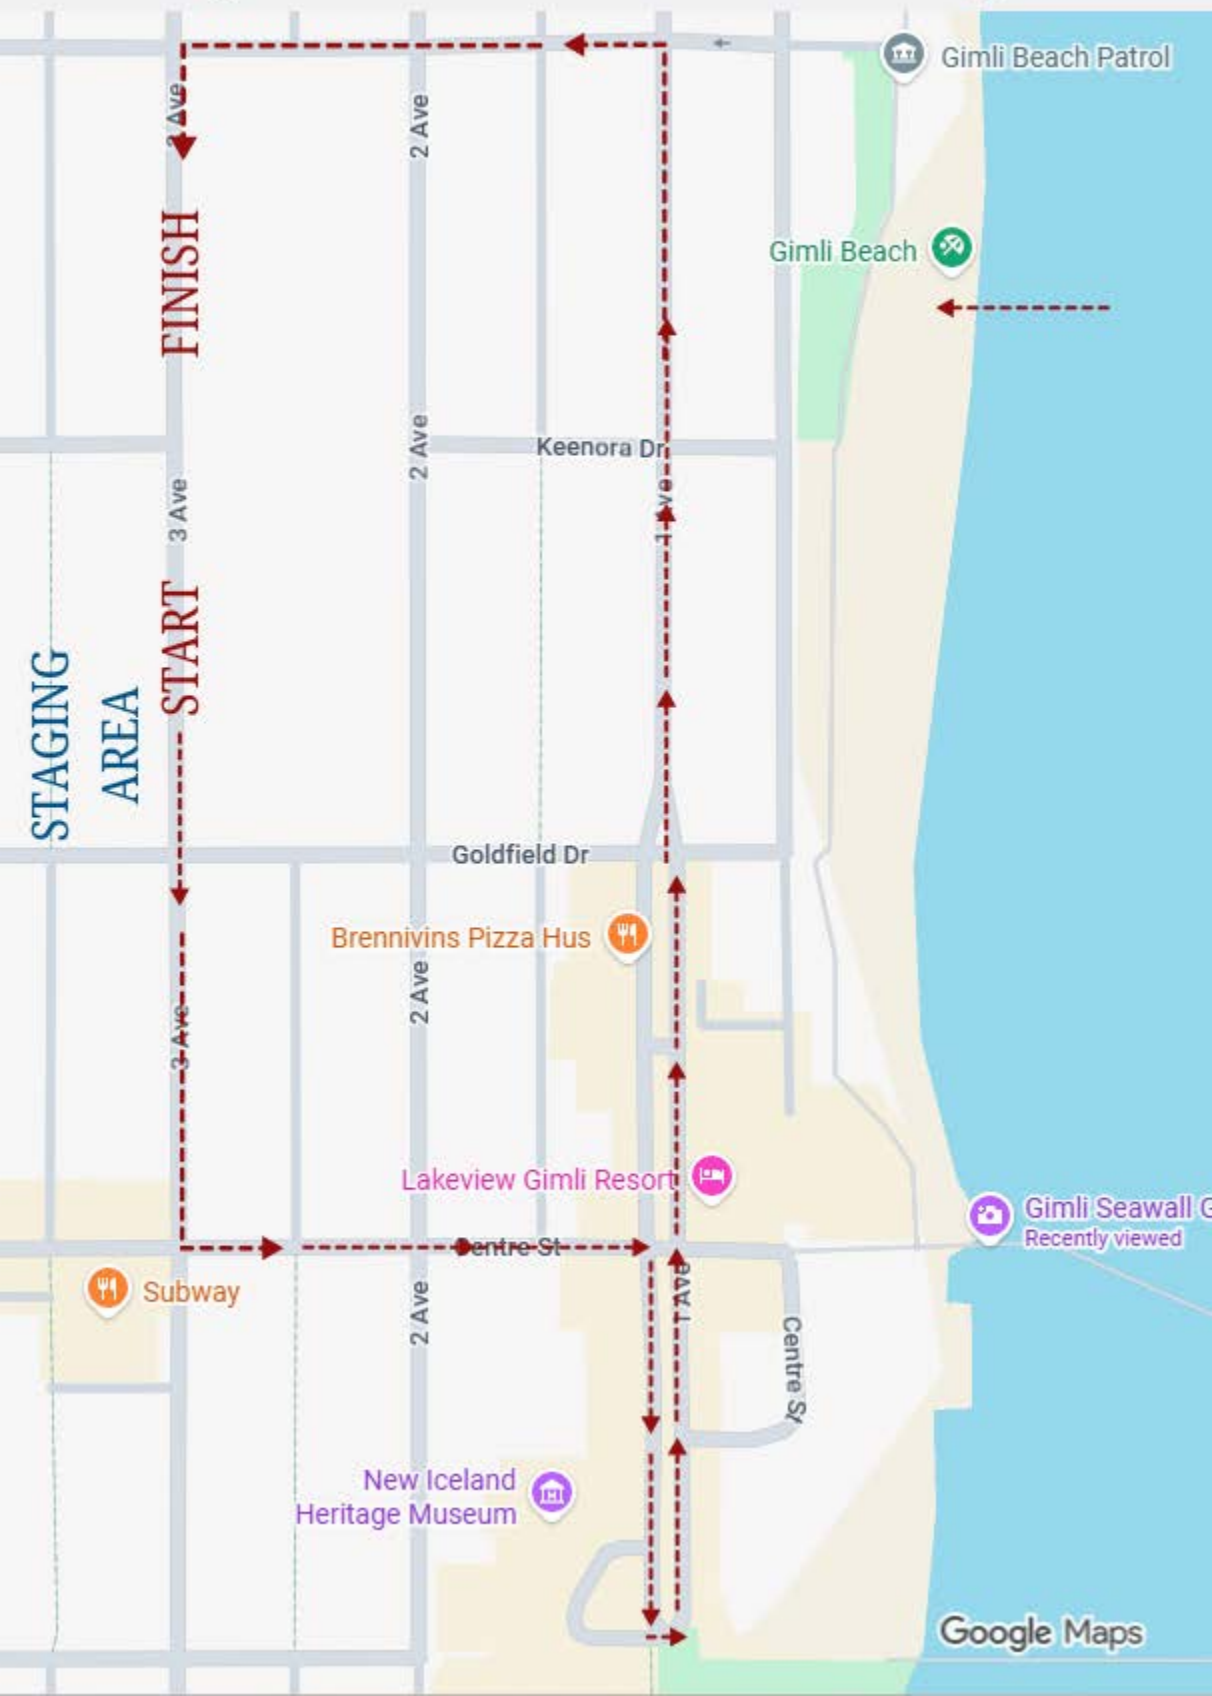 Gimli Beach Patrol
3 Ave
2 Ave
FINISH
Gimli Beach
Keenora Dr
2 Ave
3 Ave
1 Ave
START
STAGING
AREA
Goldfield Dr
Brennivins Pizza Hus
2 Ave
3 Ave
Lakeview Gimli Resort
Gimli Seawall G
Recently viewed
Centre St
Subway
2 Ave
1 Ave
Centre St
New Iceland
Heritage Museum
Google Maps